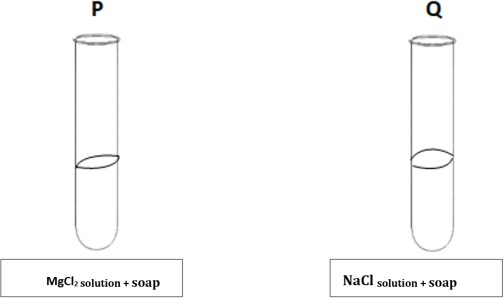 P
Q
MgCl₂ solution + soap
NaCl solution + soap